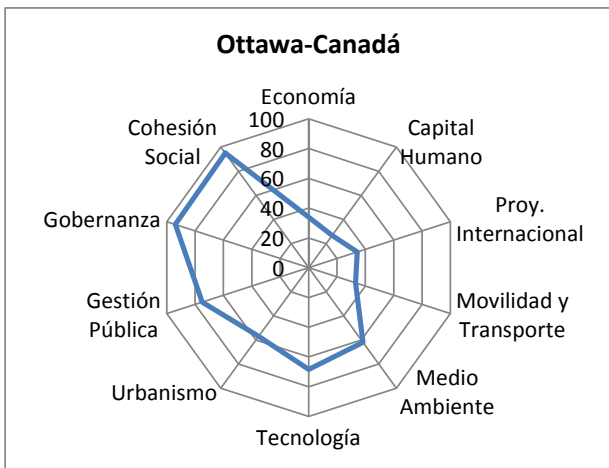 Ottawa-Canadá
Economía
Capital
Humano
Proy.
Internacional
Movilidad y
Transporte
Medio
Ambiente
Tecnología
Urbanismo
Gestión
Pública
Gobernanza
Cohesión
Social
100
80
60
40
20
0